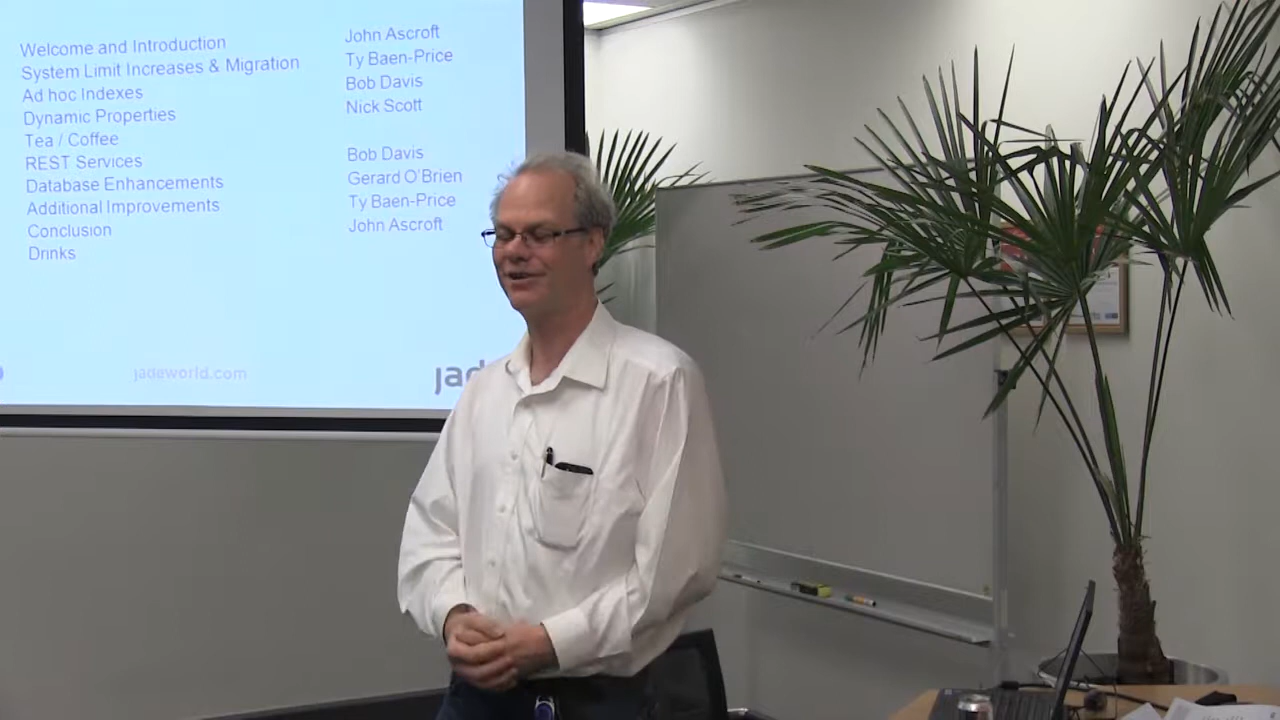 Welcome and Introduction John Ascroft
System Limit Increases & Migration Ty Baen-Price
Ad hoc Indexes Bob Davis
Dynamic Properties Nick Scott
Tea / Coffee
REST Services Bob Davis
Database Enhancements Gerard O'Brien
Additional Improvements Ty Baen-Price
Conclusion John Ascroft
Drinks
jadeworld.com
jad